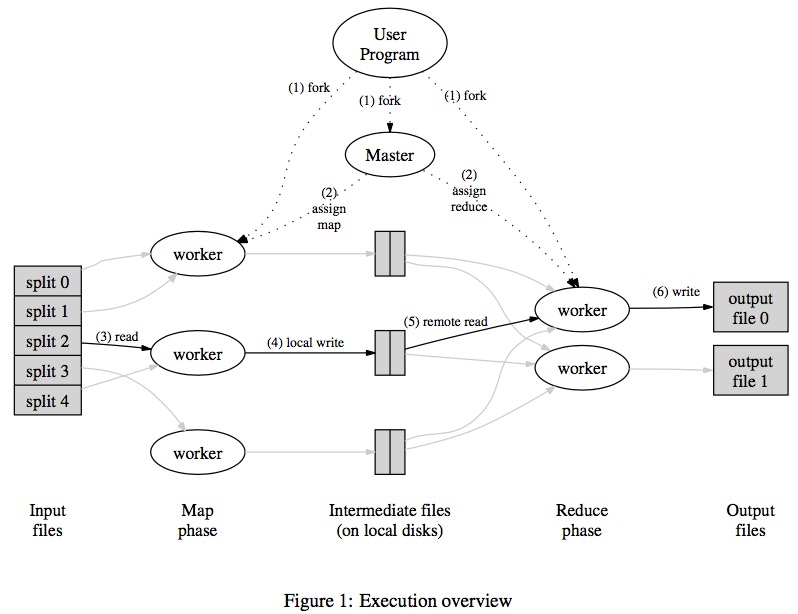 User
Program
(1) fork
(1) fork
(1) fork
Master
(2)
assign
map
(2)
assign
reduce
worker
split 0
split 1
split 2
split 3
split 4
(3) read
worker
(4) local write
(5) remote read
worker
(6) write
output
file 0
worker
output
file 1
worker
Input
files
Map
phase
Intermediate files
(on local disks)
Reduce
phase
Output
files
Figure 1: Execution overview